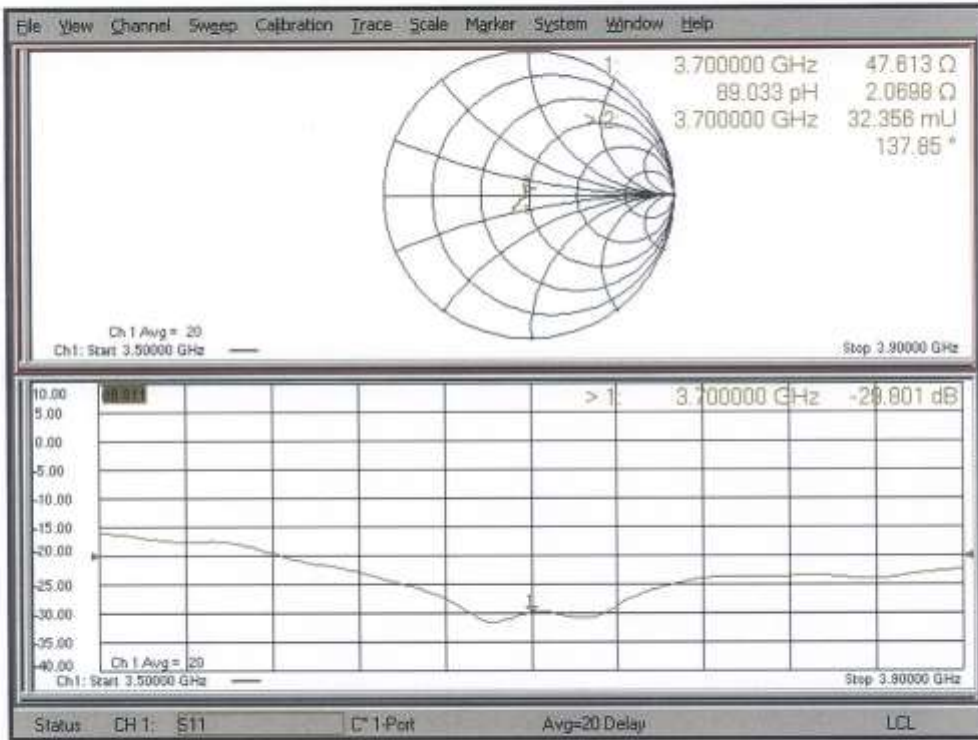 File View Channel Sweep Calibration Trace Scale Marker System Window Help
1: 3.700000 GHz 47.613 Ω
89.033 pH 2.0698 Ω
> 2: 3.700000 GHz 32.356 mU
137.85 °
Ch 1 Avg = 20
Ch1: Start 3.50000 GHz
Stop 3.90000 GHz
10.00
> 1: 3.700000 GHz -29.801 dB
5.00
0.00
-5.00
-10.00
-15.00
-20.00
-25.00
1
-30.00
-35.00
-40.00
Ch 1 Avg = 20
Ch1: Start 3.50000 GHz
Stop 3.90000 GHz
Status CH 1: S11 C* 1-Port Avg=20 Delay LCL